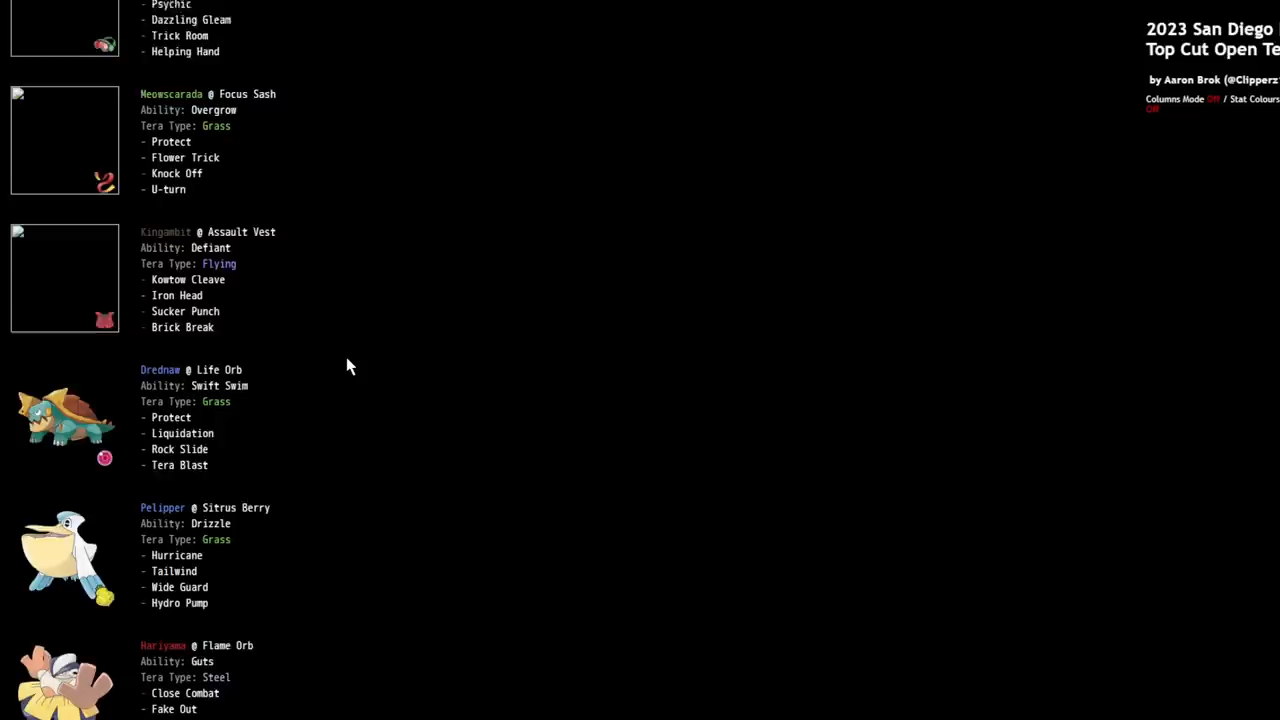 - Psychic
- Dazzling Gleam
- Trick Room
- Helping Hand
Meowscarada @ Focus Sash
Ability: Overgrow
Tera Type: Grass
- Protect
- Flower Trick
- Knock Off
- U-turn
Kingambit @ Assault Vest
Ability: Defiant
Tera Type: Flying
- Kowtow Cleave
- Iron Head
- Sucker Punch
- Brick Break
Drednaw @ Life Orb
Ability: Swift Swim
Tera Type: Grass
- Protect
- Liquidation
- Rock Slide
- Tera Blast
Pelipper @ Sitrus Berry
Ability: Drizzle
Tera Type: Grass
- Hurricane
- Tailwind
- Wide Guard
- Hydro Pump
Hariyama @ Flame Orb
Ability: Guts
Tera Type: Steel
- Close Combat
- Fake Out
2023 San Diego
Top Cut Open Te
by Aaron Brok (@Clipperz
Columns Mode Off / Stat Colours
Off